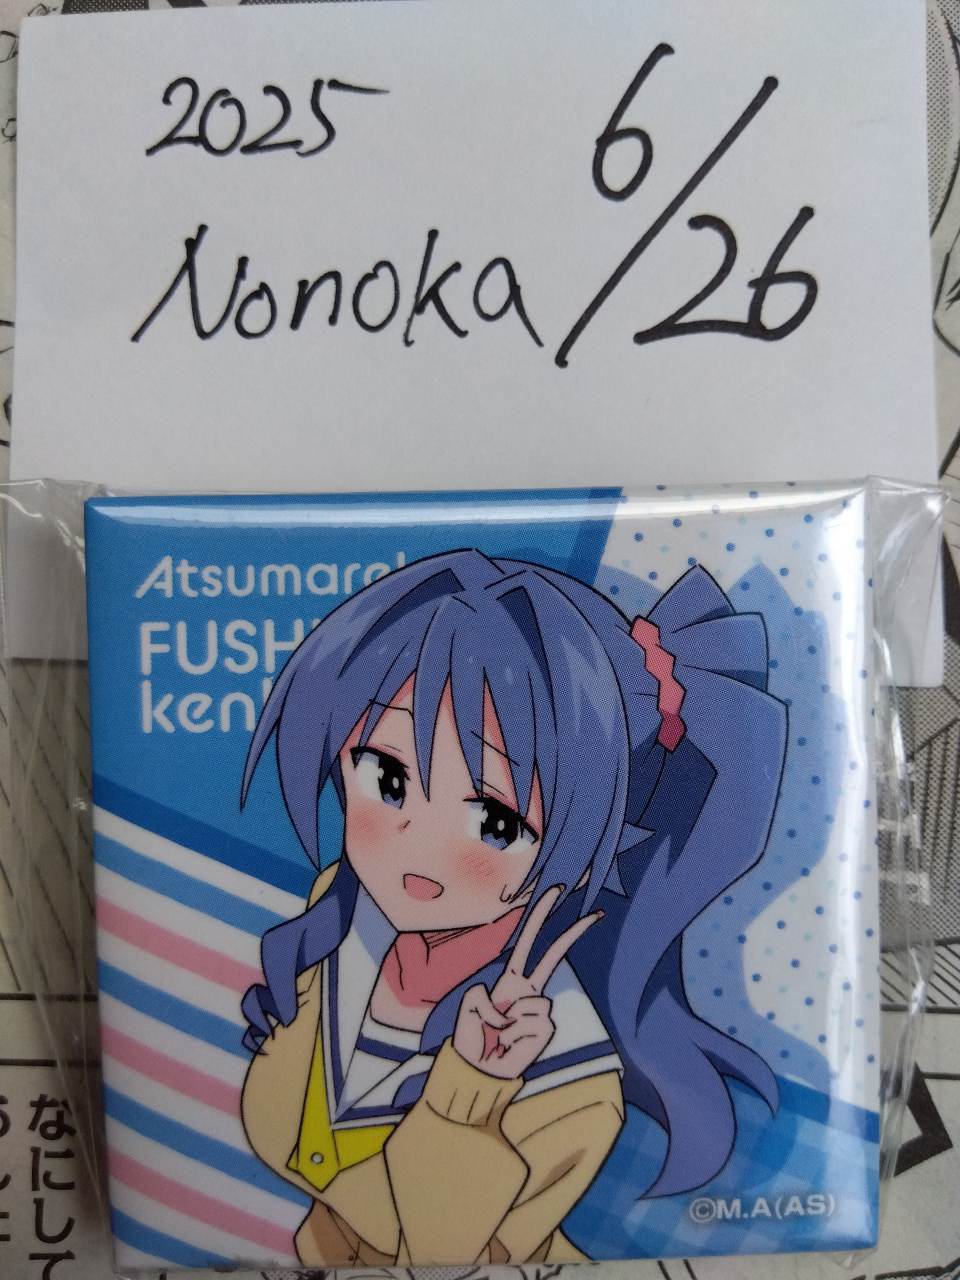 2025 6/26
Nonoka
Atsumare!
FUSHI
ken
©M.A(AS)
なにして